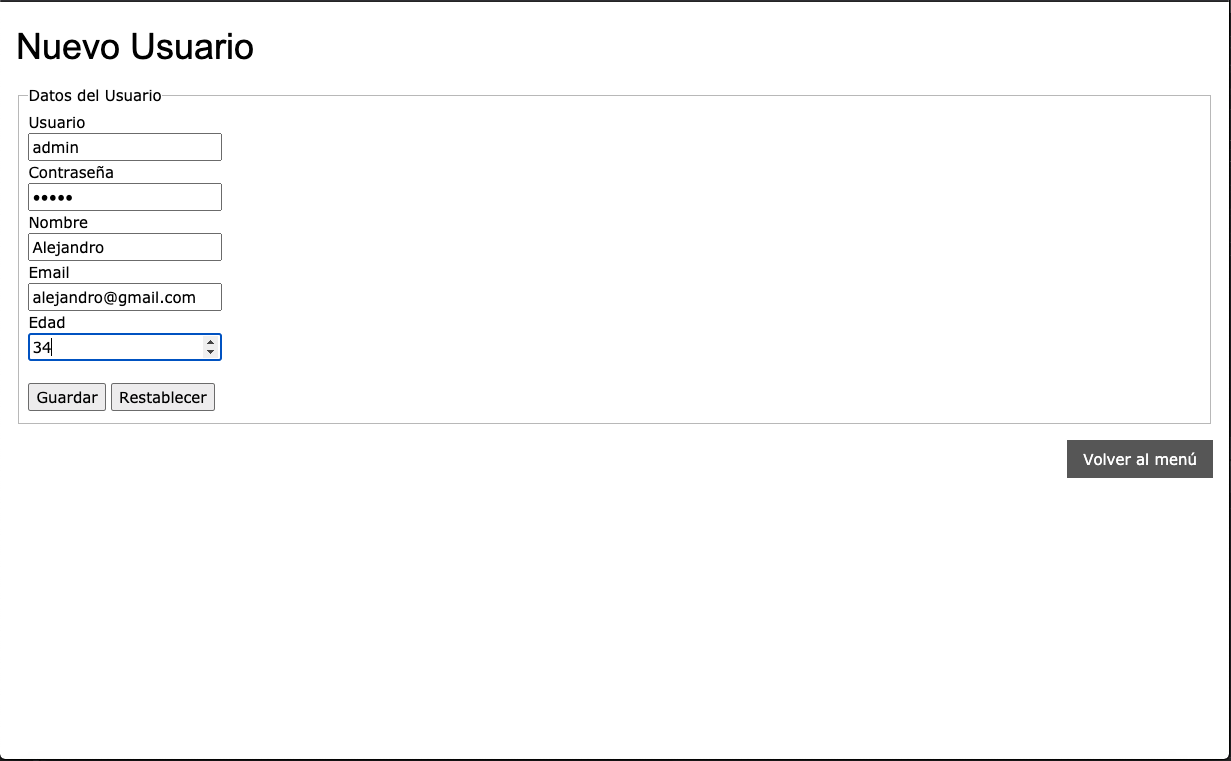 Nuevo Usuario
Datos del Usuario
Usuario
admin
Contraseña
•••••
Nombre
Alejandro
Email
alejandro@gmail.com
Edad
34
Guardar Restablecer
Volver al menú